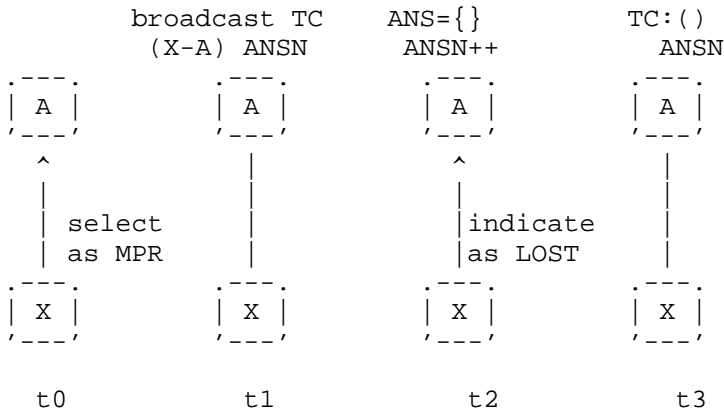 broadcast TC ANS={} TC:()
(X-A) ANSN ANSN++ ANSN
A A A A
select indicate
as MPR as LOST
X X X X
t0 t1 t2 t3